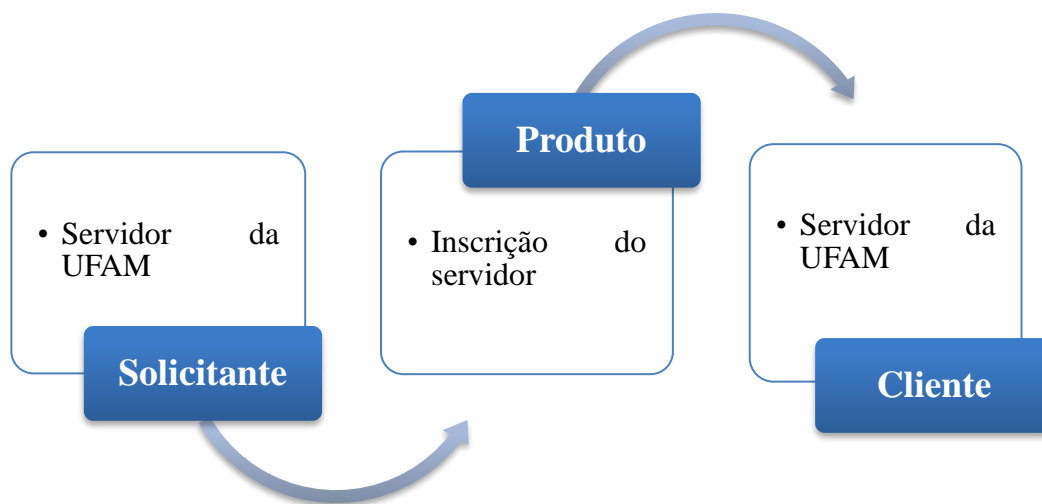 • Servidor da
UFAM
Solicitante
Produto
• Inscrição do
servidor
• Servidor da
UFAM
Cliente